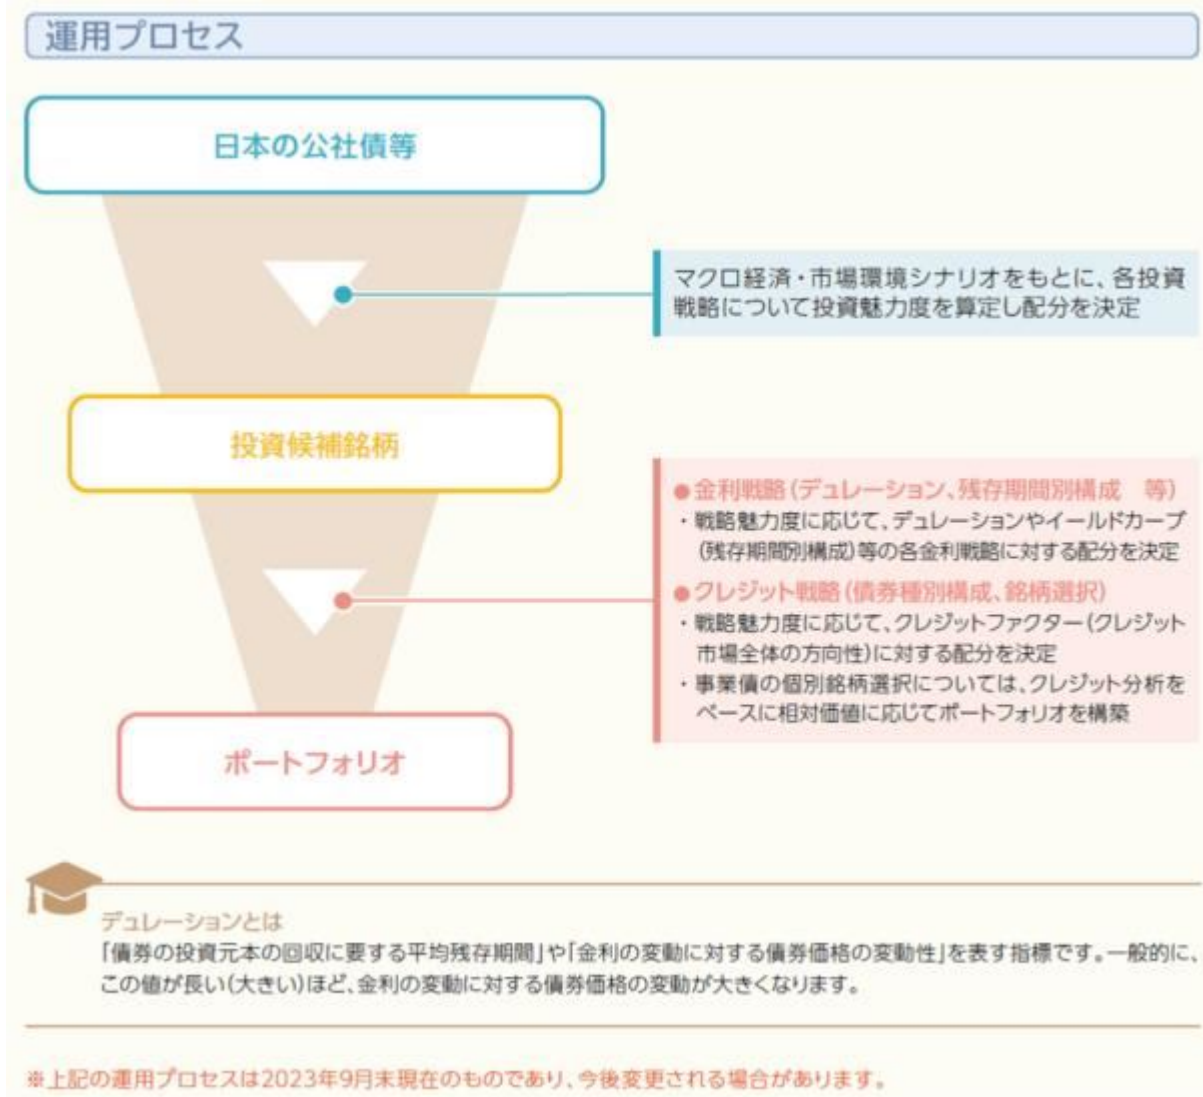 運用プロセス
日本の公社債等
マクロ経済・市場環境シナリオをもとに、各投資
戦略について投資魅力度を算定し配分を決定
投資候補銘柄
●金利戦略(デュレーション、残存期間別構成　等)
・戦略魅力度に応じて、デュレーションやイールドカーブ
(残存期間別構成)等の各金利戦略に対する配分を決定
●クレジット戦略(債券種別構成、銘柄選択)
・戦略魅力度に応じて、クレジットファクター(クレジット
市場全体の方向性)に対する配分を決定
・事業債の個別銘柄選択については、クレジット分析を
ベースに相対価値に応じてポートフォリオを構築
ポートフォリオ
デュレーションとは
「債券の投資元本の回収に要する平均残存期間」や「金利の変動に対する債券価格の変動性」を表す指標です。一般的に、
この値が長い(大きい)ほど、金利の変動に対する債券価格の変動が大きくなります。
※上記の運用プロセスは2023年9月末現在のものであり、今後変更される場合があります。